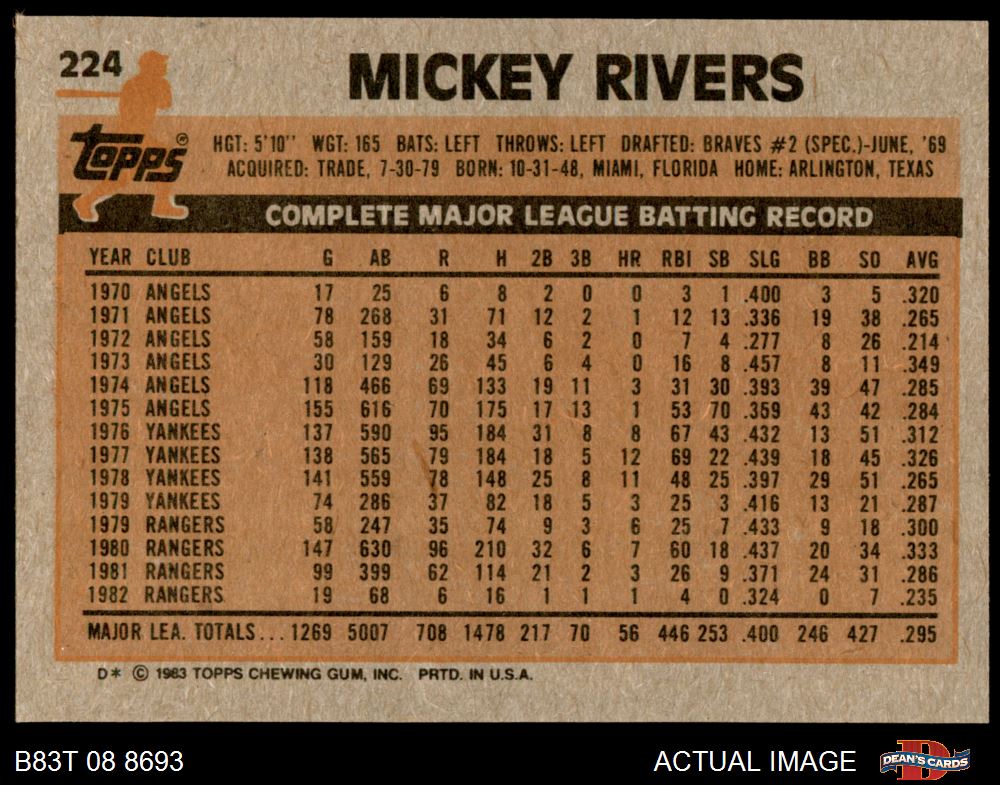 224
MICKEY RIVERS
Topps®
HGT: 5'10" WGT: 165 BATS: LEFT THROWS: LEFT DRAFTED: BRAVES #2 (SPEC.)-JUNE, '69
ACQUIRED: TRADE, 7-30-79 BORN: 10-31-48, MIAMI, FLORIDA HOME: ARLINGTON, TEXAS
COMPLETE MAJOR LEAGUE BATTING RECORD
YEAR CLUB G AB R H 2B 3B HR RBI SB SLG BB SO AVG
1970 ANGELS 17 25 6 8 2 0 0 3 1 .400 3 5 .320
1971 ANGELS 78 268 31 71 12 2 1 12 13 .336 19 38 .265
1972 ANGELS 58 159 18 34 6 2 0 7 4 .277 8 26 .214
1973 ANGELS 30 129 26 45 6 4 0 16 8 .457 8 11 .349
1974 ANGELS 118 466 69 133 19 11 3 31 30 .393 39 47 .285
1975 ANGELS 155 616 70 175 17 13 1 53 70 .359 43 42 .284
1976 YANKEES 137 590 95 184 31 8 8 67 43 .432 13 51 .312
1977 YANKEES 138 565 79 184 18 5 12 69 22 .439 18 45 .326
1978 YANKEES 141 559 78 148 25 8 11 48 25 .397 29 51 .265
1979 YANKEES 74 286 37 82 18 5 3 25 3 .416 13 21 .287
1979 RANGERS 58 247 35 74 9 3 6 25 7 .433 9 18 .300
1980 RANGERS 147 630 96 210 32 6 7 60 18 .437 20 34 .333
1981 RANGERS 99 399 62 114 21 2 3 26 9 .371 24 31 .286
1982 RANGERS 19 68 6 16 1 1 1 4 0 .324 0 7 .235
MAJOR LEA. TOTALS... 1269 5007 708 1478 217 70 56 446 253 .400 246 427 .295
D* © 1983 TOPPS CHEWING GUM, INC. PRTD. IN U.S.A.
B83T 08 8693
ACTUAL IMAGE
D
DEAN'S CARDS